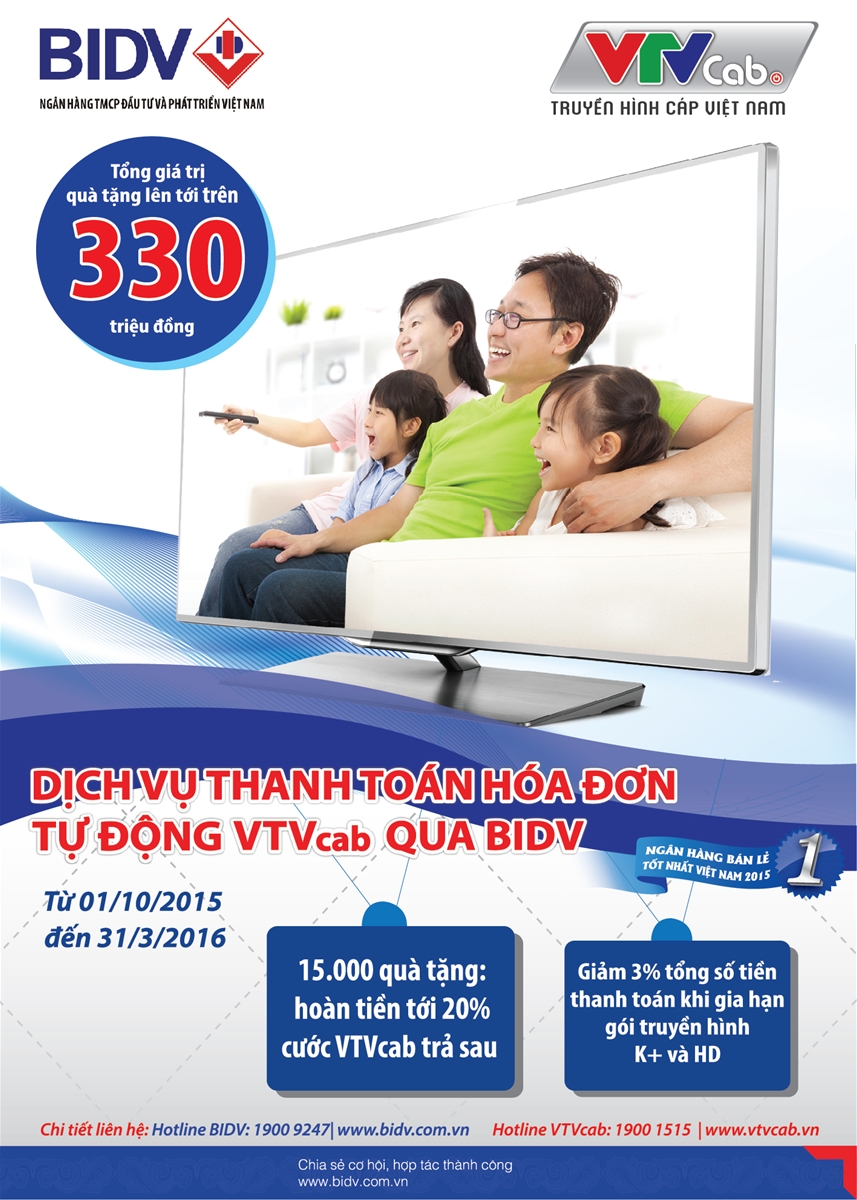 BIDV
NGÂN HÀNG TMCP ĐẦU TƯ VÀ PHÁT TRIỂN VIỆT NAM
VTVCab
TRUYỀN HÌNH CÁP VIỆT NAM
Tổng giá trị
quà tặng lên tới trên
330
triệu đồng
DỊCH VỤ THANH TOÁN HÓA ĐƠN
TỰ ĐỘNG VTVcab QUA BIDV
NGÂN HÀNG BÁN LẺ
TỐT NHẤT VIỆT NAM 2015
1
Từ 01/10/2015
đến 31/3/2016
15.000 quà tặng:
hoàn tiền tới 20%
cước VTVcab trả sau
Giảm 3% tổng số tiền
thanh toán khi gia hạn
gói truyền hình
K+ và HD
Chi tiết liên hệ: Hotline BIDV: 1900 9247| www.bidv.com.vn Hotline VTVcab: 1900 1515 | www.vtvcab.vn
Chia sẻ cơ hội, hợp tác thành công
www.bidv.com.vn